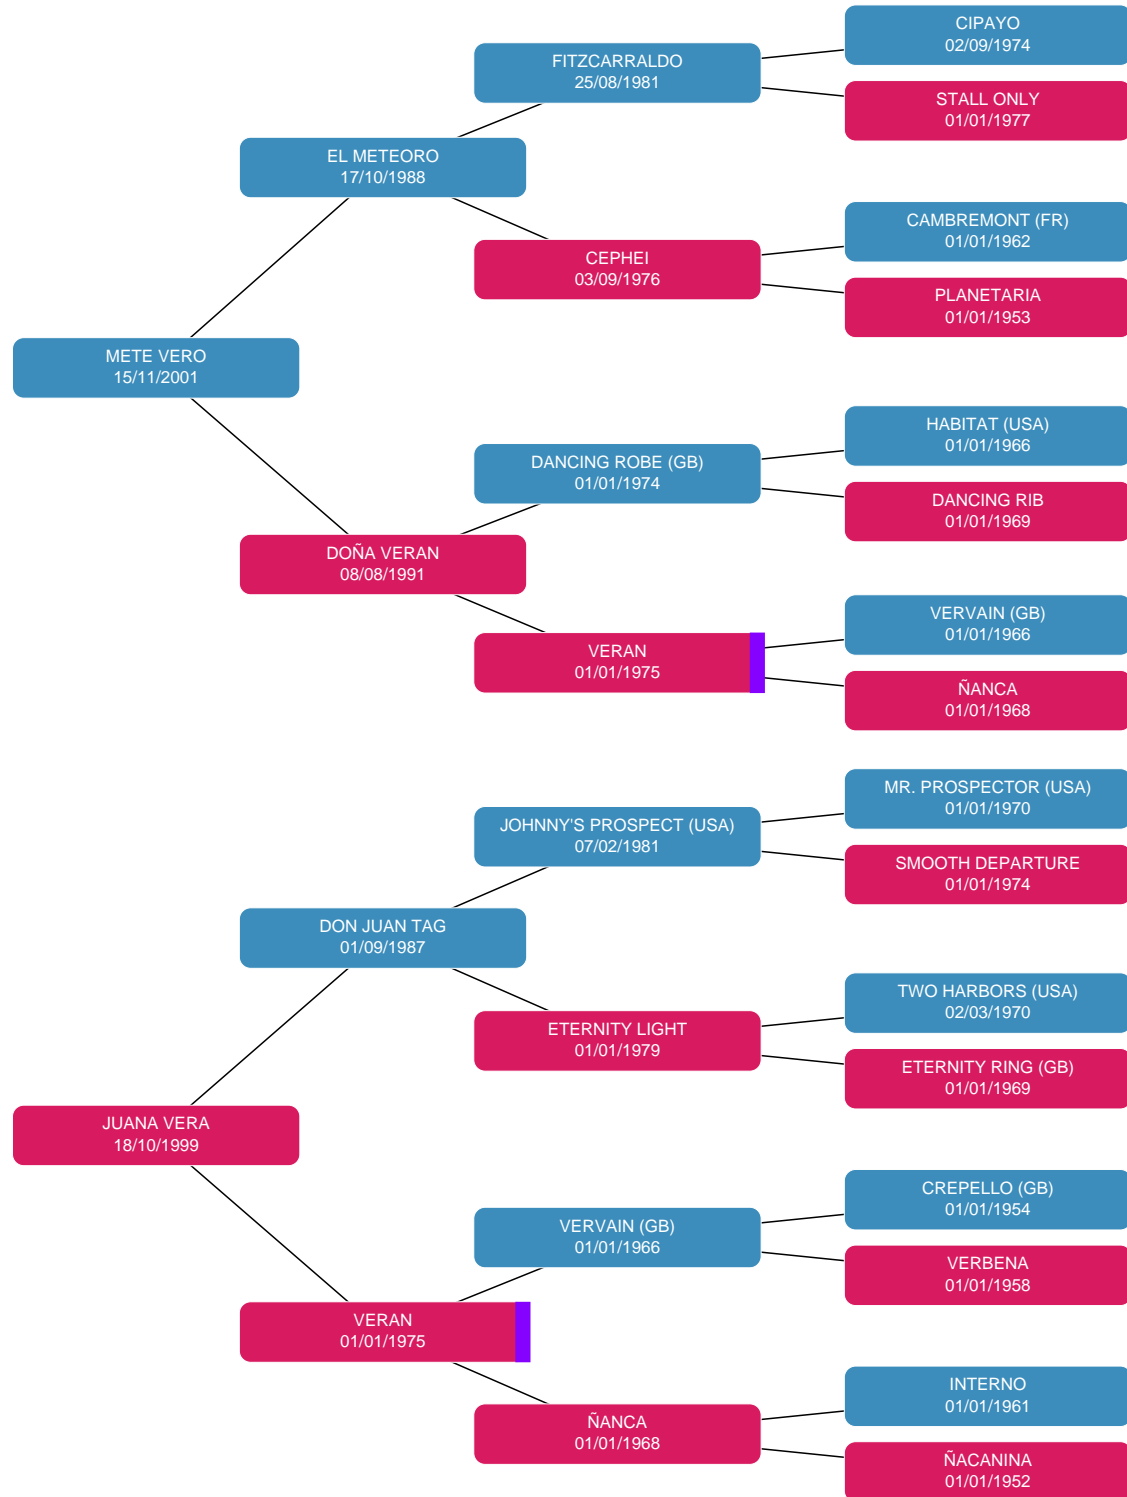 CIPAYO
02/09/1974
FITZCARRALDO
25/08/1981
STALL ONLY
01/01/1977
EL METEORO
17/10/1988
CAMBREMONT (FR)
01/01/1962
CEPHEI
03/09/1976
PLANETARIA
01/01/1953
METE VERO
15/11/2001
HABITAT (USA)
01/01/1966
DANCING ROBE (GB)
01/01/1974
DANCING RIB
01/01/1969
DOÑA VERAN
08/08/1991
VERVAIN (GB)
01/01/1966
VERAN
01/01/1975
ÑANCA
01/01/1968
MR. PROSPECTOR (USA)
01/01/1970
JOHNNY'S PROSPECT (USA)
07/02/1981
SMOOTH DEPARTURE
01/01/1974
DON JUAN TAG
01/09/1987
TWO HARBORS (USA)
02/03/1970
ETERNITY LIGHT
01/01/1979
ETERNITY RING (GB)
01/01/1969
JUANA VERA
18/10/1999
CREPELLO (GB)
01/01/1954
VERVAIN (GB)
01/01/1966
VERBENA
01/01/1958
VERAN
01/01/1975
INTERNO
01/01/1961
ÑANCA
01/01/1968
ÑACANINA
01/01/1952